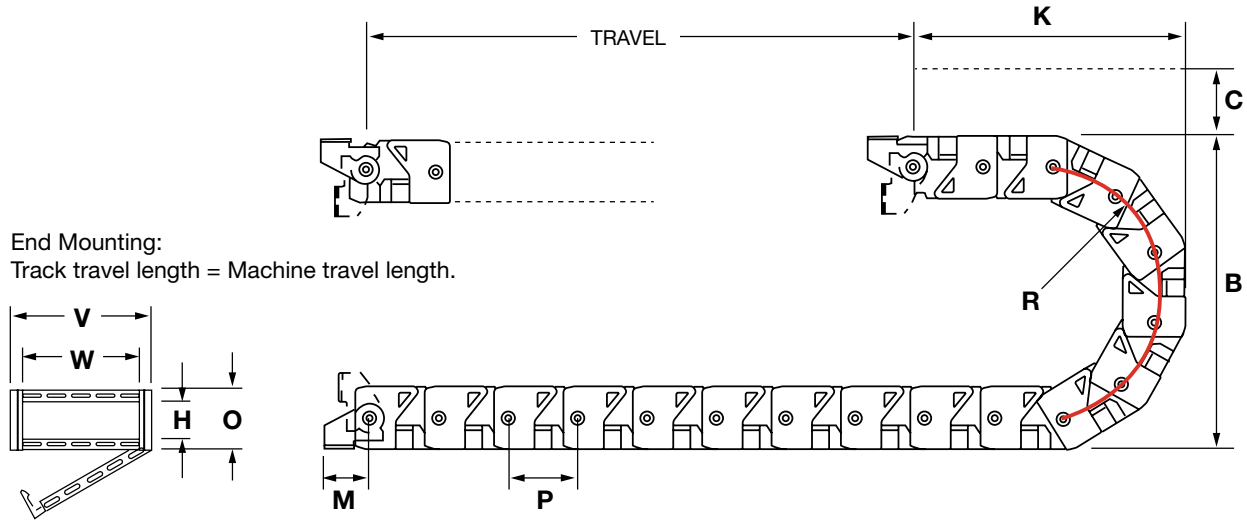 K
TRAVEL
C
B
R
End Mounting:
Track travel length = Machine travel length.
V
W
H
O
M
P